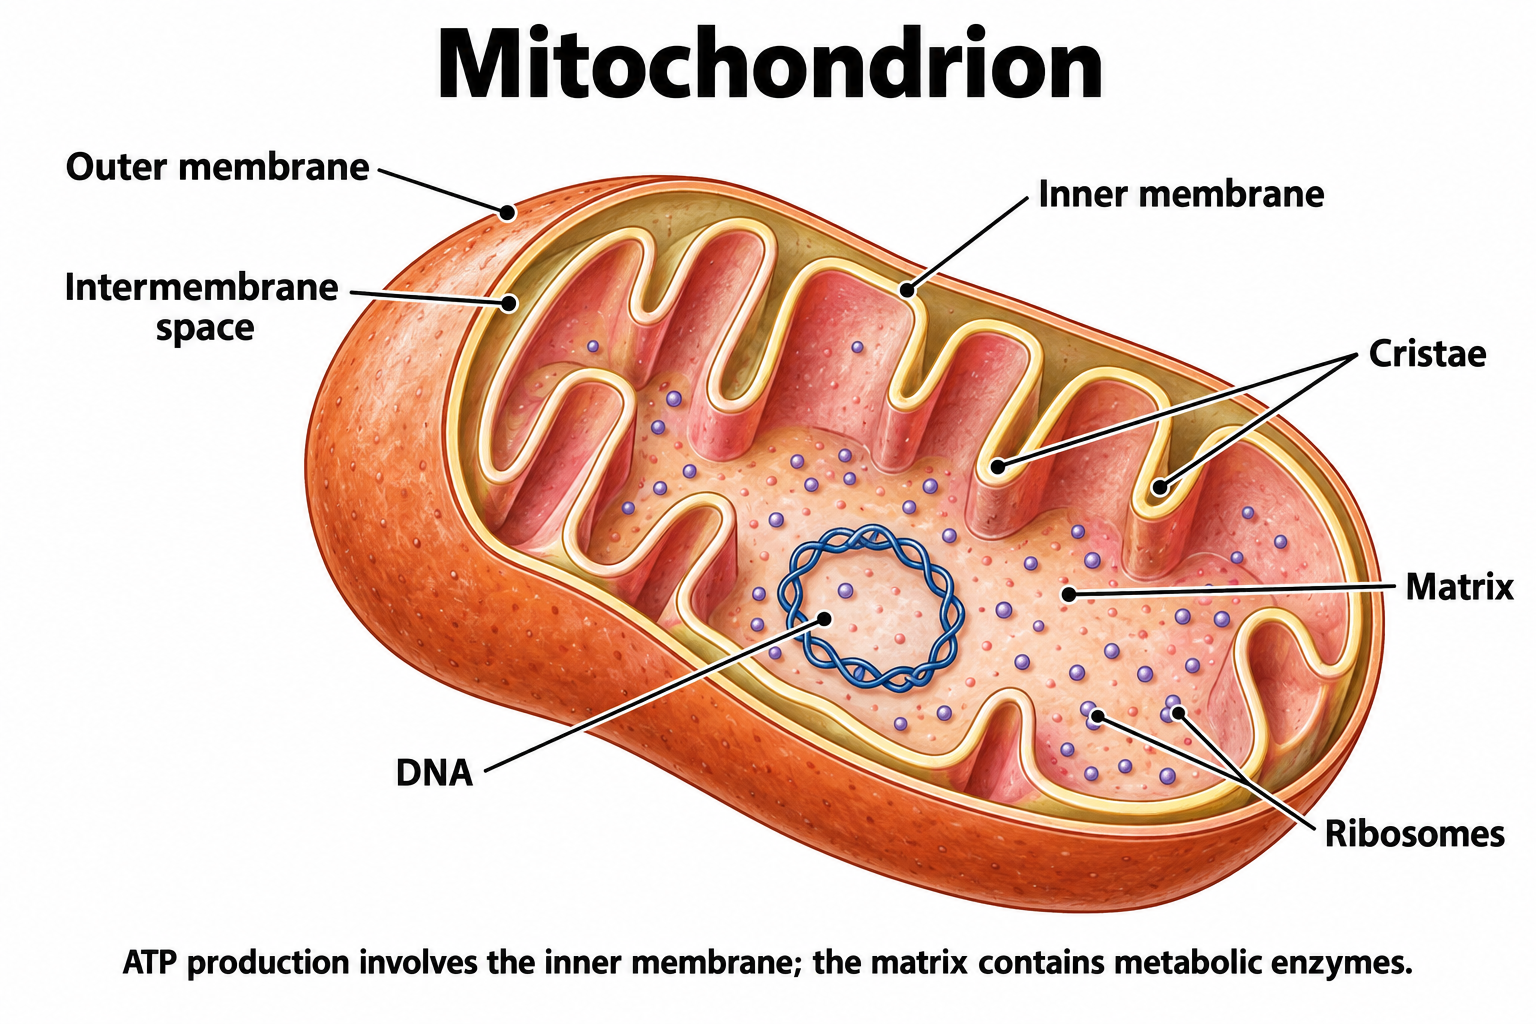 Mitochondrion
Outer membrane
Inner membrane
Intermembrane
space
Cristae
Matrix
DNA
Ribosomes
ATP production involves the inner membrane; the matrix contains metabolic enzymes.